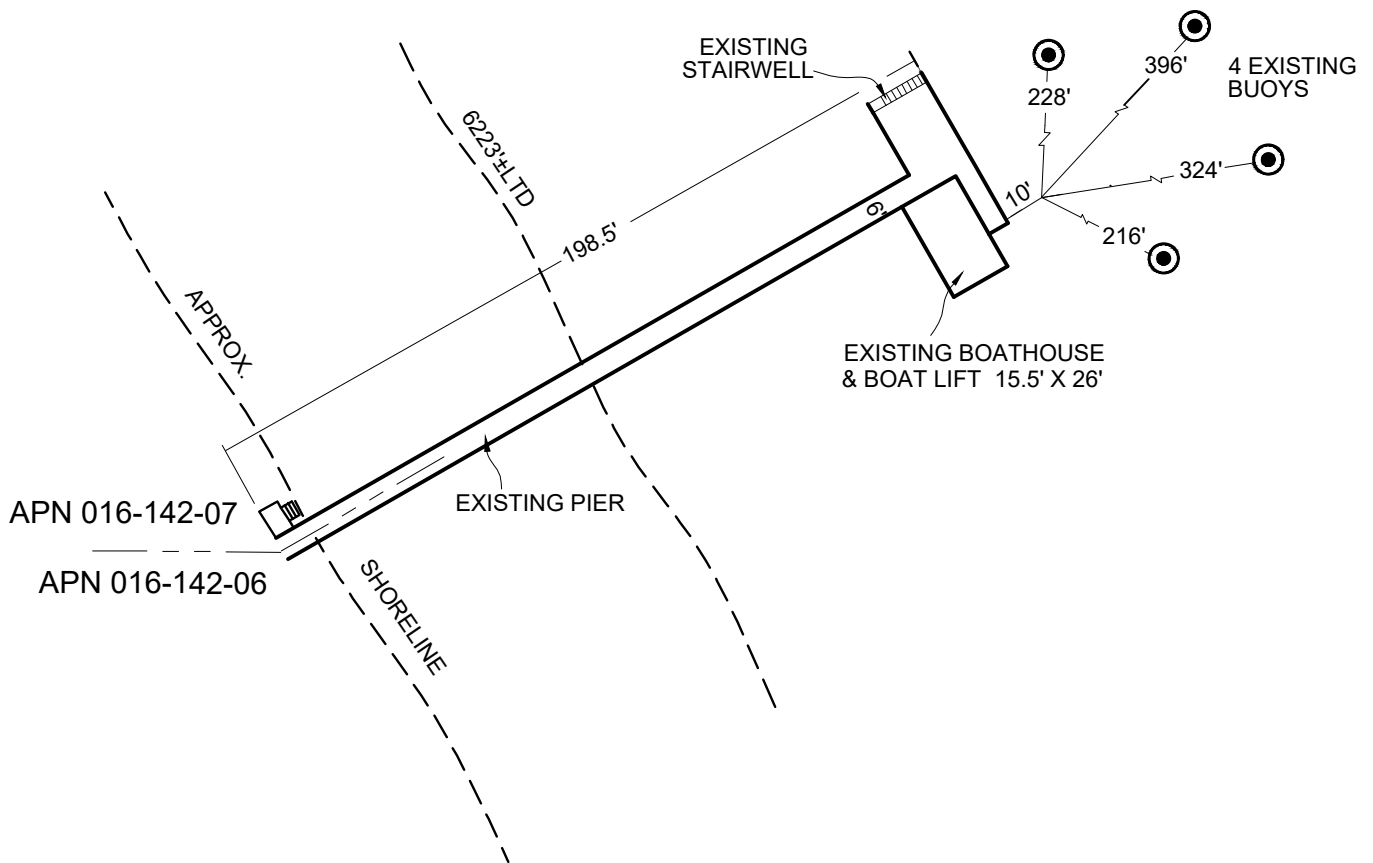 EXISTING
STAIRWELL
396'
4 EXISTING
BUOYS
228'
6223'±LTD
324'
10'
6'
216'
198.5'
APPROX.
EXISTING BOATHOUSE
& BOAT LIFT 15.5' X 26'
EXISTING PIER
APN 016-142-07
APN 016-142-06
SHORELINE